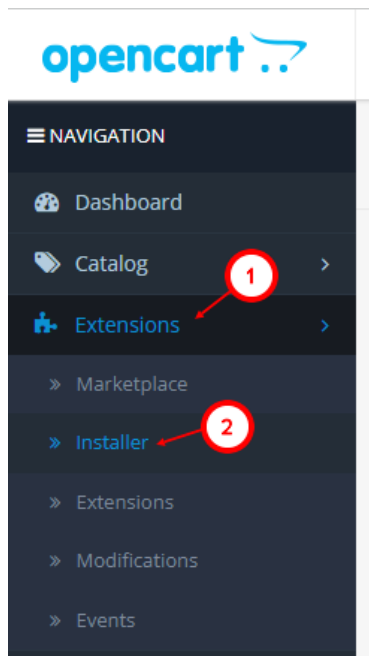 opencart
NAVIGATION
Dashboard
Catalog
1
Extensions
Marketplace
2
Installer
Extensions
Modifications
Events